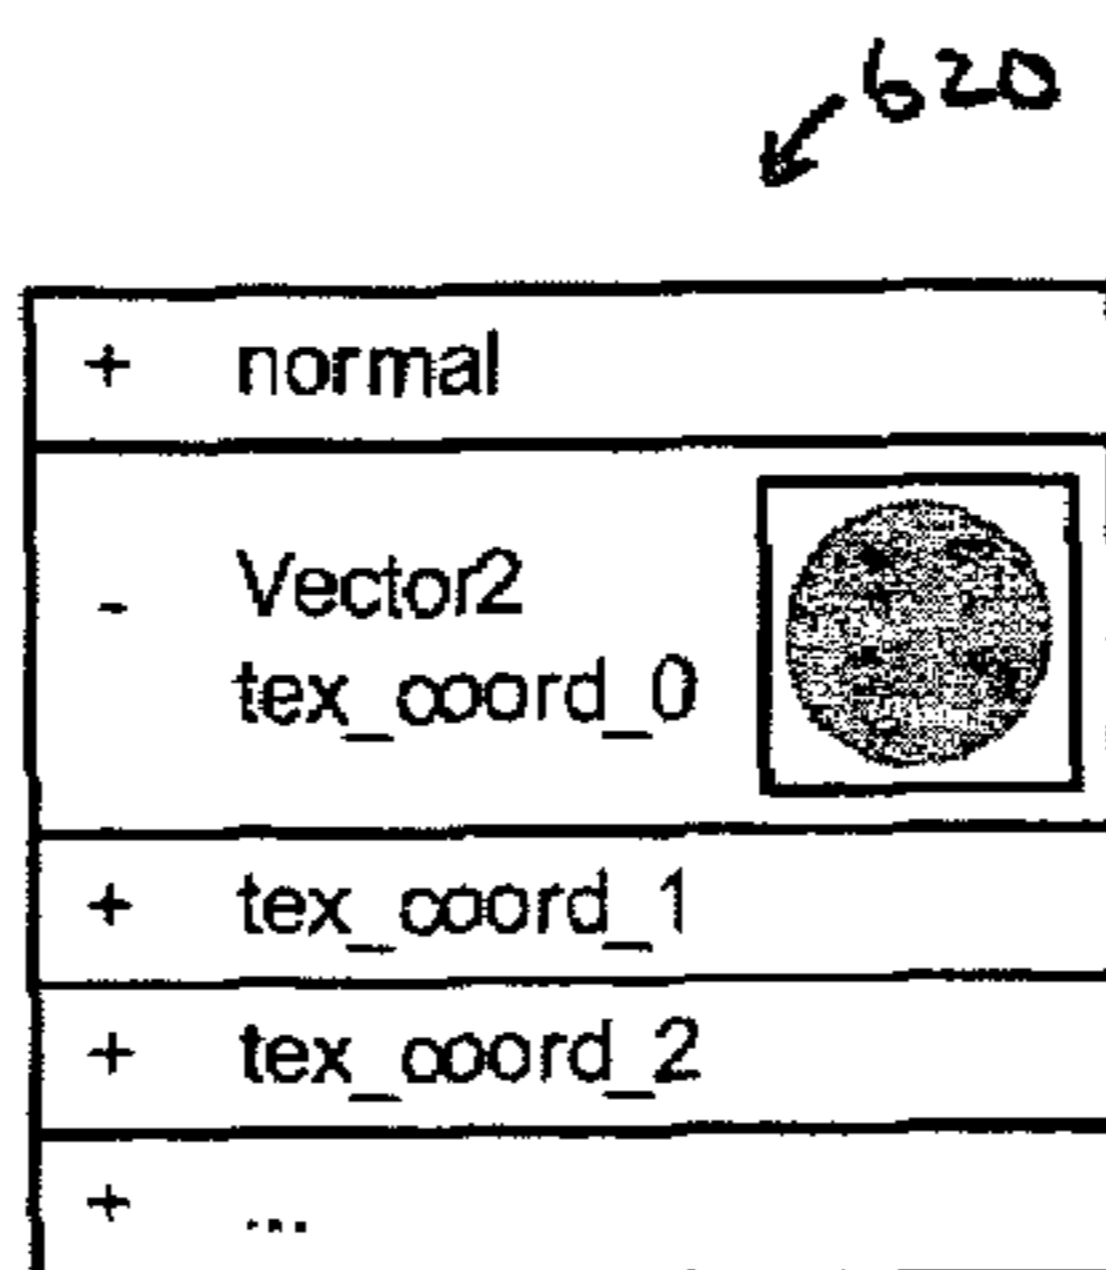 620
+ normal
- Vector2
tex_coord_0
+ tex_coord_1
+ tex_coord_2
+ ...